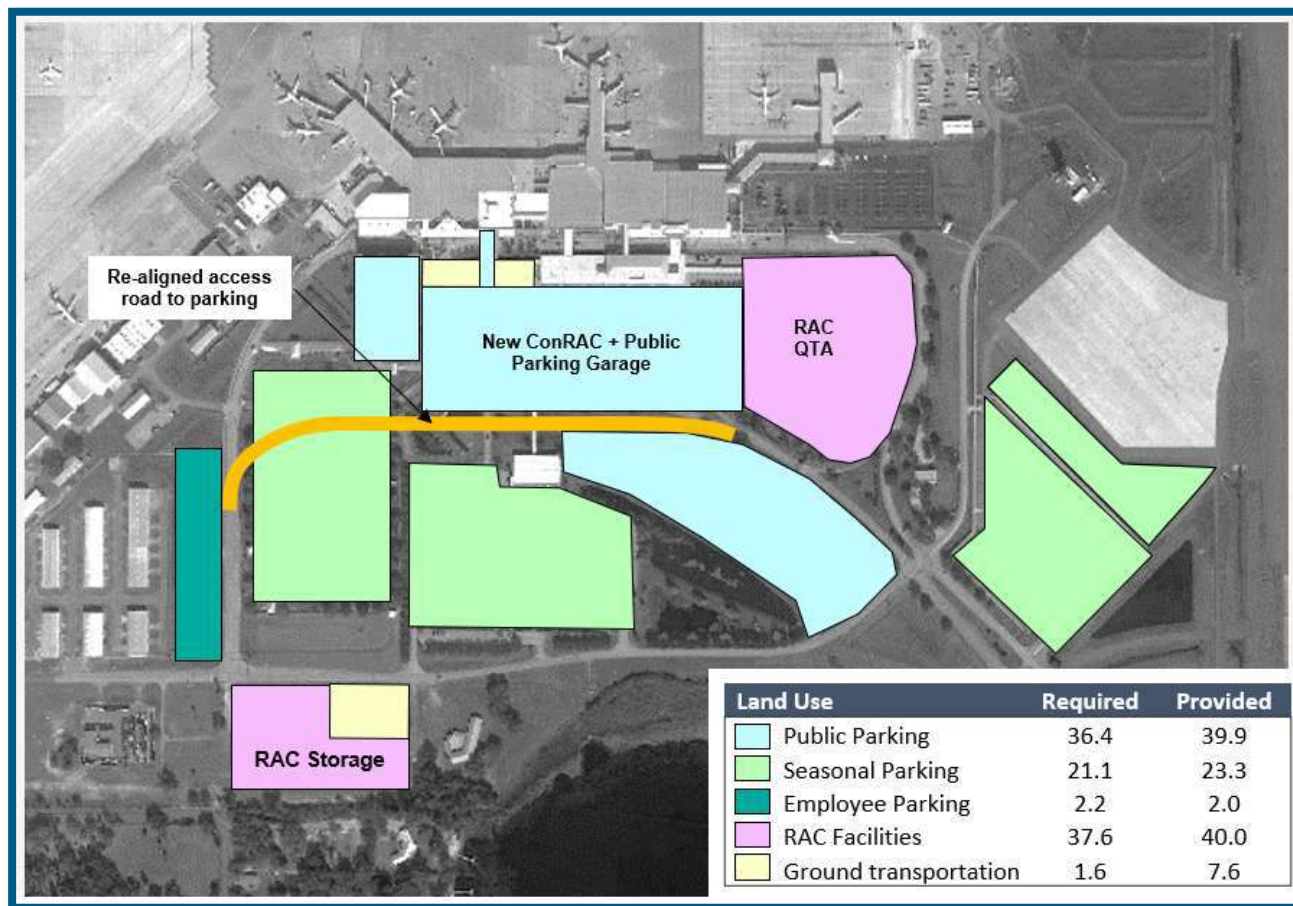 Re-aligned access
road to parking
New ConRAC + Public
Parking Garage
RAC
QTA
RAC Storage
Land Use Required Provided
Public Parking 36.4 39.9
Seasonal Parking 21.1 23.3
Employee Parking 2.2 2.0
RAC Facilities 37.6 40.0
Ground transportation 1.6 7.6